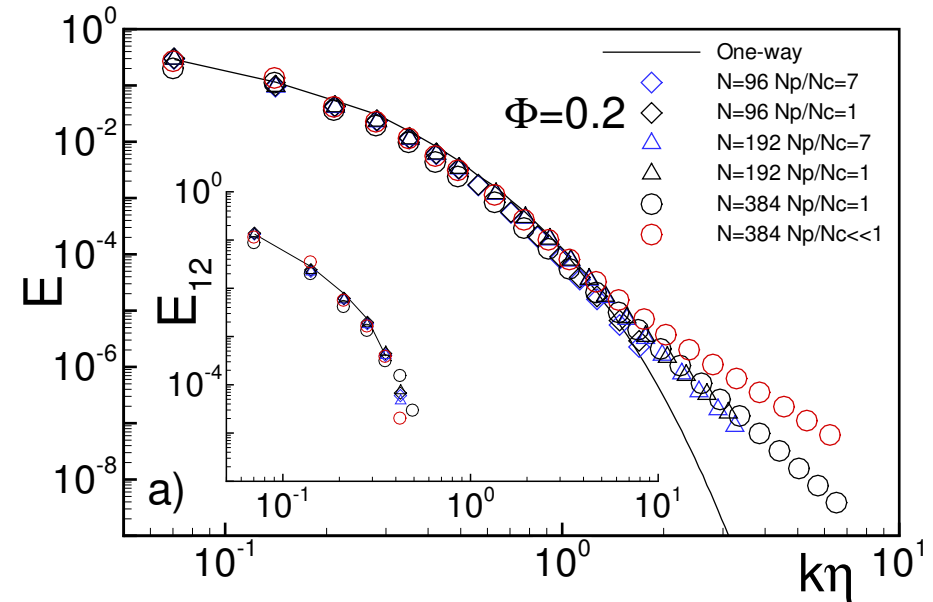 10^0
One-way
N=96 Np/Nc=7
N=96 Np/Nc=1
N=192 Np/Nc=7
N=192 Np/Nc=1
N=384 Np/Nc=1
N=384 Np/Nc<<1
Φ=0.2
10^-2
10^-4
10^-6
10^-8
E
10^0
10^-4
E_12
10^-1
10^0
10^1
a)
10^-1
10^0
10^1
kη